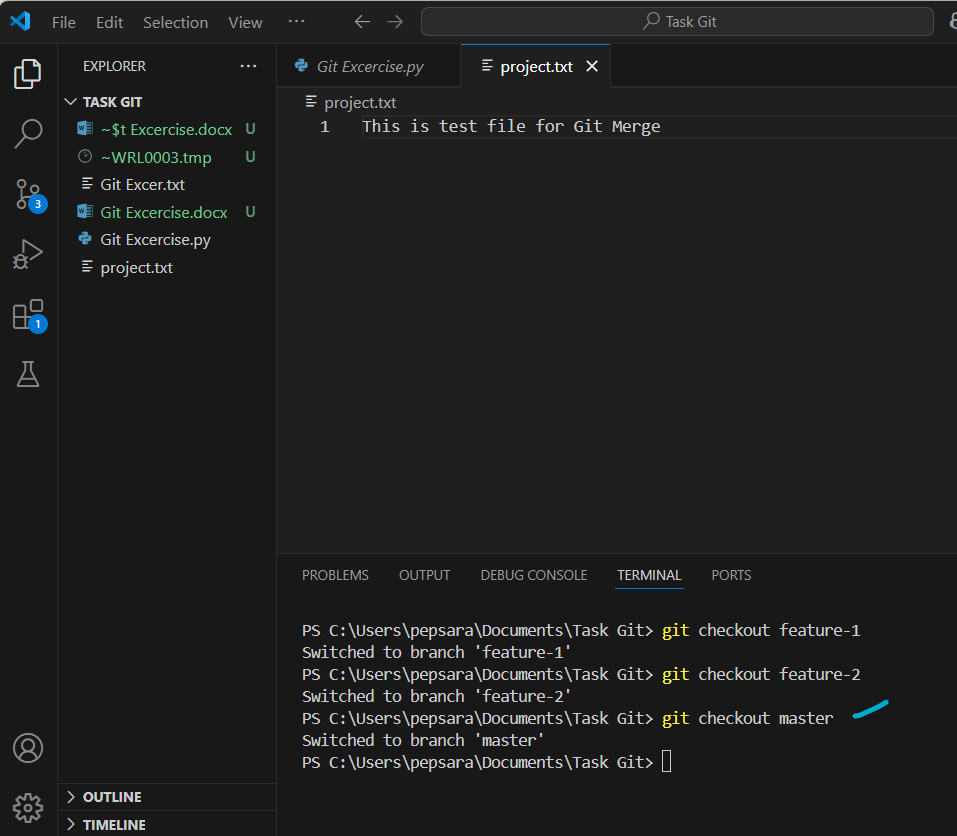 File Edit Selection View ···
Task Git
EXPLORER ···
TASK GIT
~$t Excercise.docx U
~WRL0003.tmp U
Git Excer.txt
Git Excercise.docx U
Git Excercise.py
project.txt
3
1
OUTLINE
TIMELINE
Git Excercise.py project.txt
project.txt
1 This is test file for Git Merge
PROBLEMS OUTPUT DEBUG CONSOLE TERMINAL PORTS
PS C:\Users\pepsara\Documents\Task Git> git checkout feature-1
Switched to branch 'feature-1'
PS C:\Users\pepsara\Documents\Task Git> git checkout feature-2
Switched to branch 'feature-2'
PS C:\Users\pepsara\Documents\Task Git> git checkout master
Switched to branch 'master'
PS C:\Users\pepsara\Documents\Task Git>